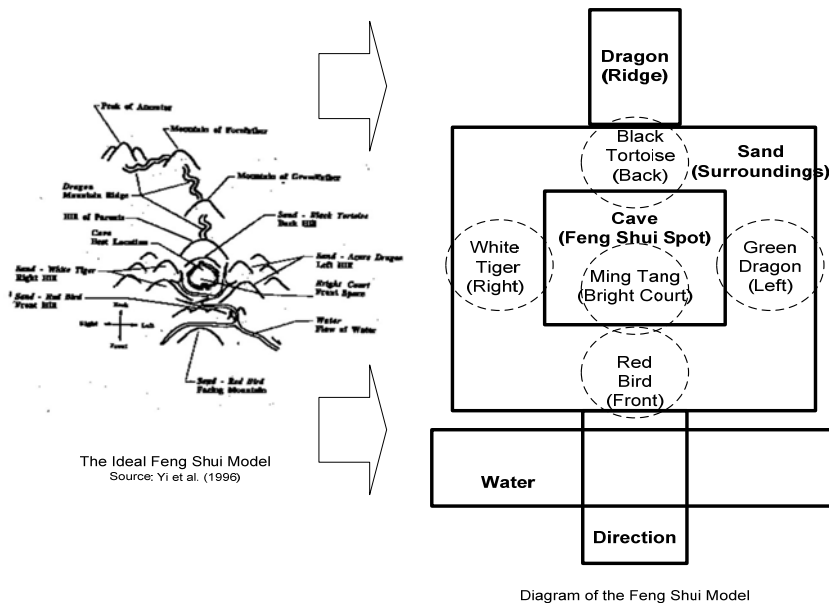 Peak of Ancestor
Mountain of Forefather
Mountain of Grandfather
Dragon
Mountain Ridge
Hill of Parents
Cave
Best Location
Sand - Black Tortoise
Back Hill
Sand - White Tiger
Right Hill
Sand - Azure Dragon
Left Hill
Bright Court
Front Space
Sand - Red Bird
Front Hill
Back
Right
Left
Front
Water
Flow of Water
Sand - Red Bird
Facing Mountain
The Ideal Feng Shui Model
Source: Yi et al. (1996)
Dragon
(Ridge)
Black
Tortoise
(Back)
Sand
(Surroundings)
Cave
(Feng Shui Spot)
White
Tiger
(Right)
Green
Dragon
(Left)
Ming Tang
(Bright Court)
Red
Bird
(Front)
Water
Direction
Diagram of the Feng Shui Model